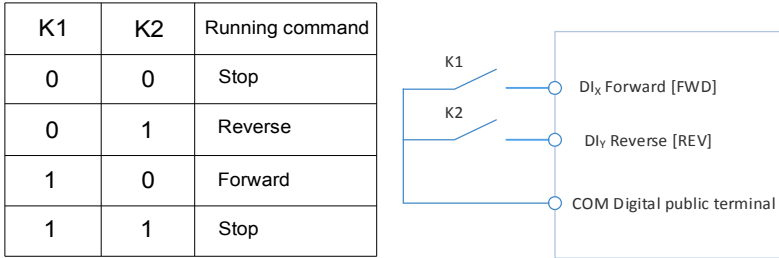 K1 K2 Running command
0 0 Stop
0 1 Reverse
1 0 Forward
1 1 Stop
K1
DIX Forward [FWD]
K2
DIY Reverse [REV]
COM Digital public terminal